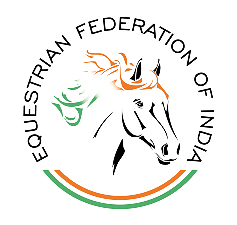 EQUESTRIAN FEDERATION OF INDIA